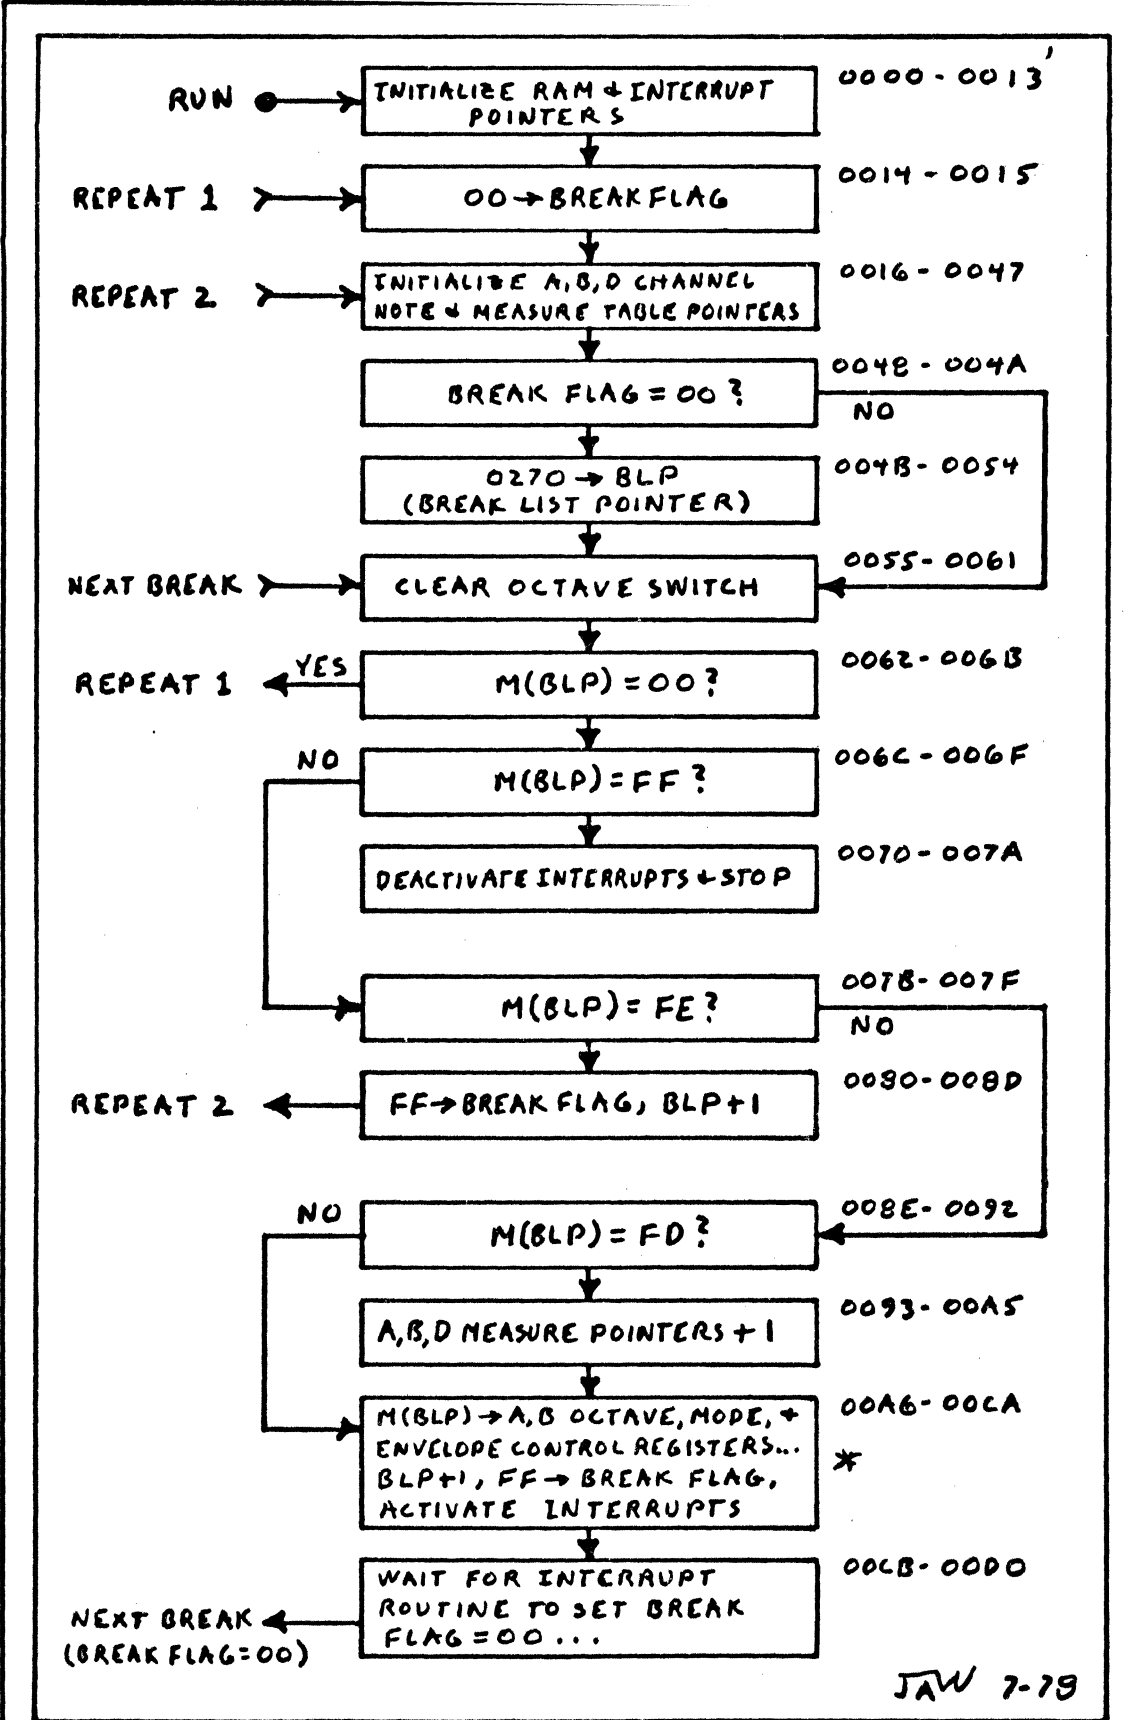 0000 - 0013
RUN
INITIALIZE RAM & INTERRUPT
POINTERS
0014 - 0015
REPEAT 1
00→BREAK FLAG
0016 - 0047
REPEAT 2
INITIALIZE A,B,D CHANNEL
NOTE & MEASURE TABLE POINTERS
0048 - 004A
BREAK FLAG = 00 ?
NO
004B - 0054
0270 → BLP
(BREAK LIST POINTER)
0055 - 0061
NEXT BREAK
CLEAR OCTAVE SWITCH
0062 - 006B
YES
REPEAT 1
M(BLP) = 00 ?
006C - 006F
NO
M(BLP) = FF ?
0070 - 007A
DEACTIVATE INTERRUPTS & STOP
007B - 007F
M(BLP) = FE ?
NO
0080 - 008D
REPEAT 2
FF→BREAK FLAG, BLP+1
008E - 0092
NO
M(BLP) = FD ?
0093 - 00A5
A,B,D MEASURE POINTERS + 1
00A6 - 00CA
M(BLP) → A,B OCTAVE, MODE, &
ENVELOPE CONTROL REGISTERS...
BLP+1, FF → BREAK FLAG,
ACTIVATE INTERRUPTS
*
00CB - 00D0
WAIT FOR INTERRUPT
ROUTINE TO SET BREAK
FLAG = 00 ...
NEXT BREAK
(BREAK FLAG=00)
JAW 7-78